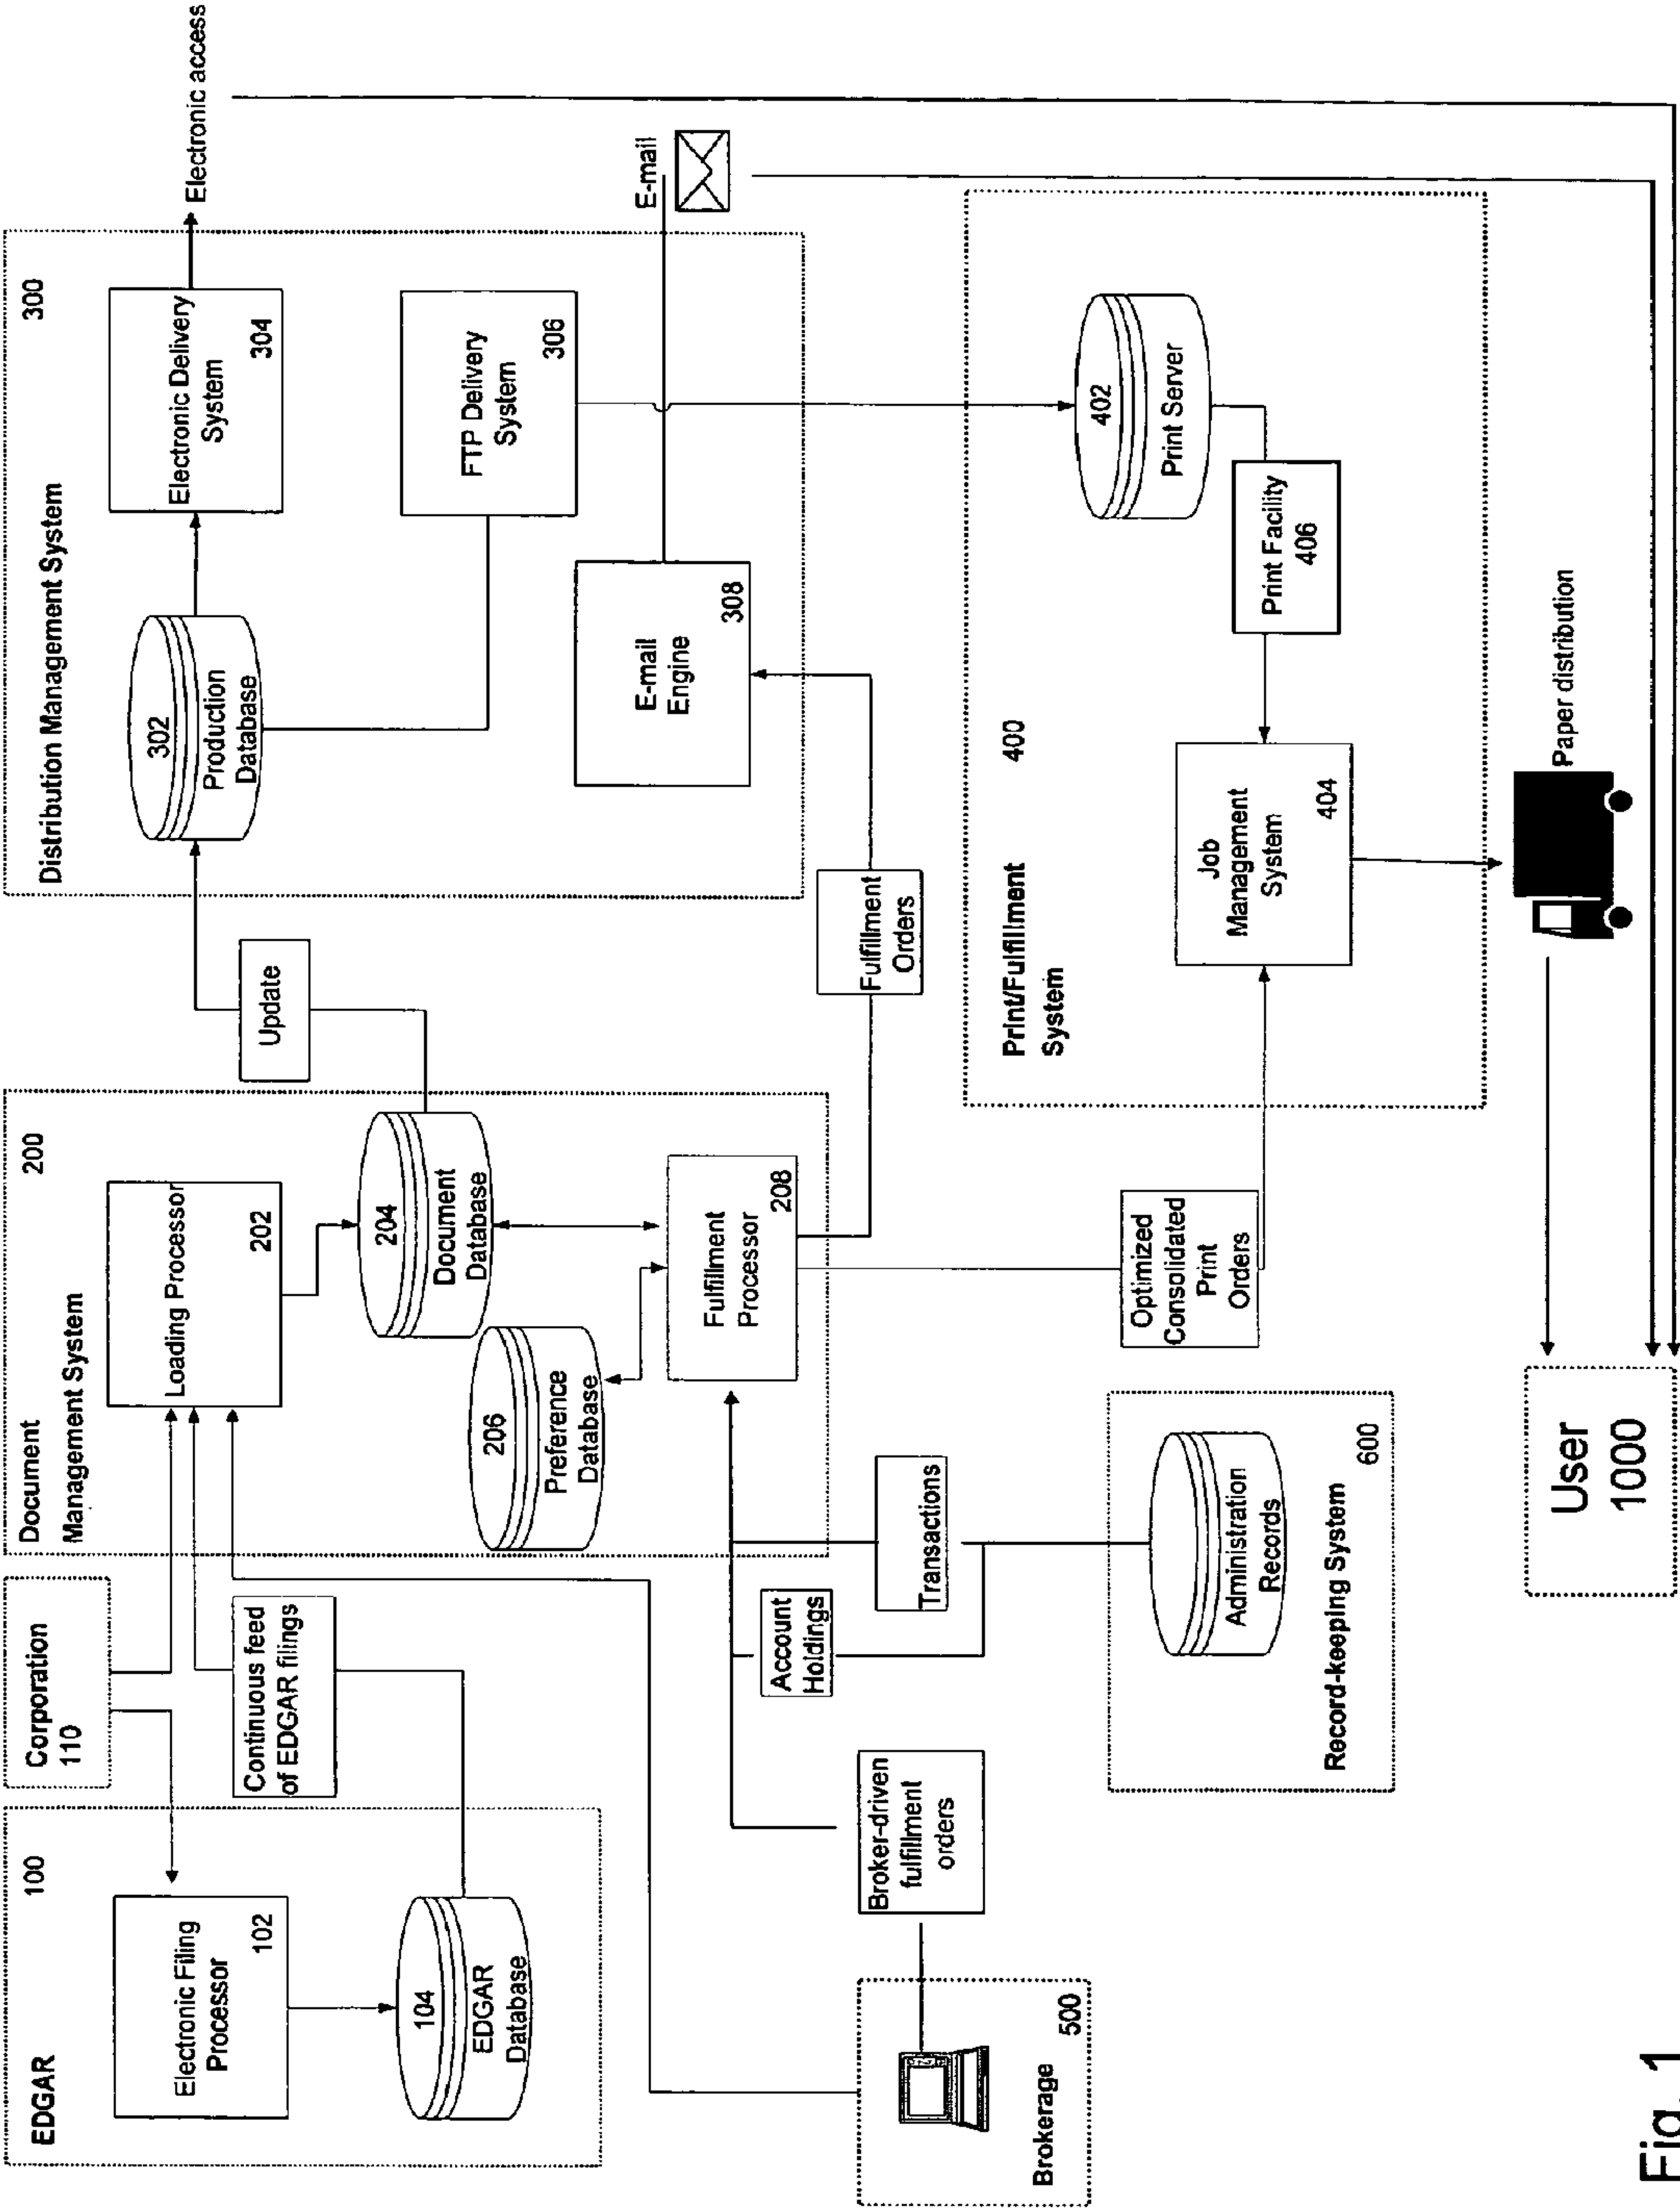 EDGAR
100
Electronic Filing
Processor
102
104
EDGAR
Database
Corporation
110
Continuous feed
of EDGAR filings
Document
Management System
200
Loading Processor
202
204
Document
Database
206
Preference
Database
Fulfillment
Processor
208
Update
Distribution Management System
300
302
Production
Database
Electronic Delivery
System
304
Electronic access
FTP Delivery
System
306
E-mail
Engine
308
E-mail
Fulfillment
Orders
Brokerage
500
Broker-driven
fulfillment
orders
Account
Holdings
Transactions
Administration
Records
Record-keeping System
600
Optimized
Consolidated
Print
Orders
Print/Fulfillment
System
400
402
Print Server
Print Facility
406
Job
Management
System
404
Paper distribution
User
1000
Fig. 1